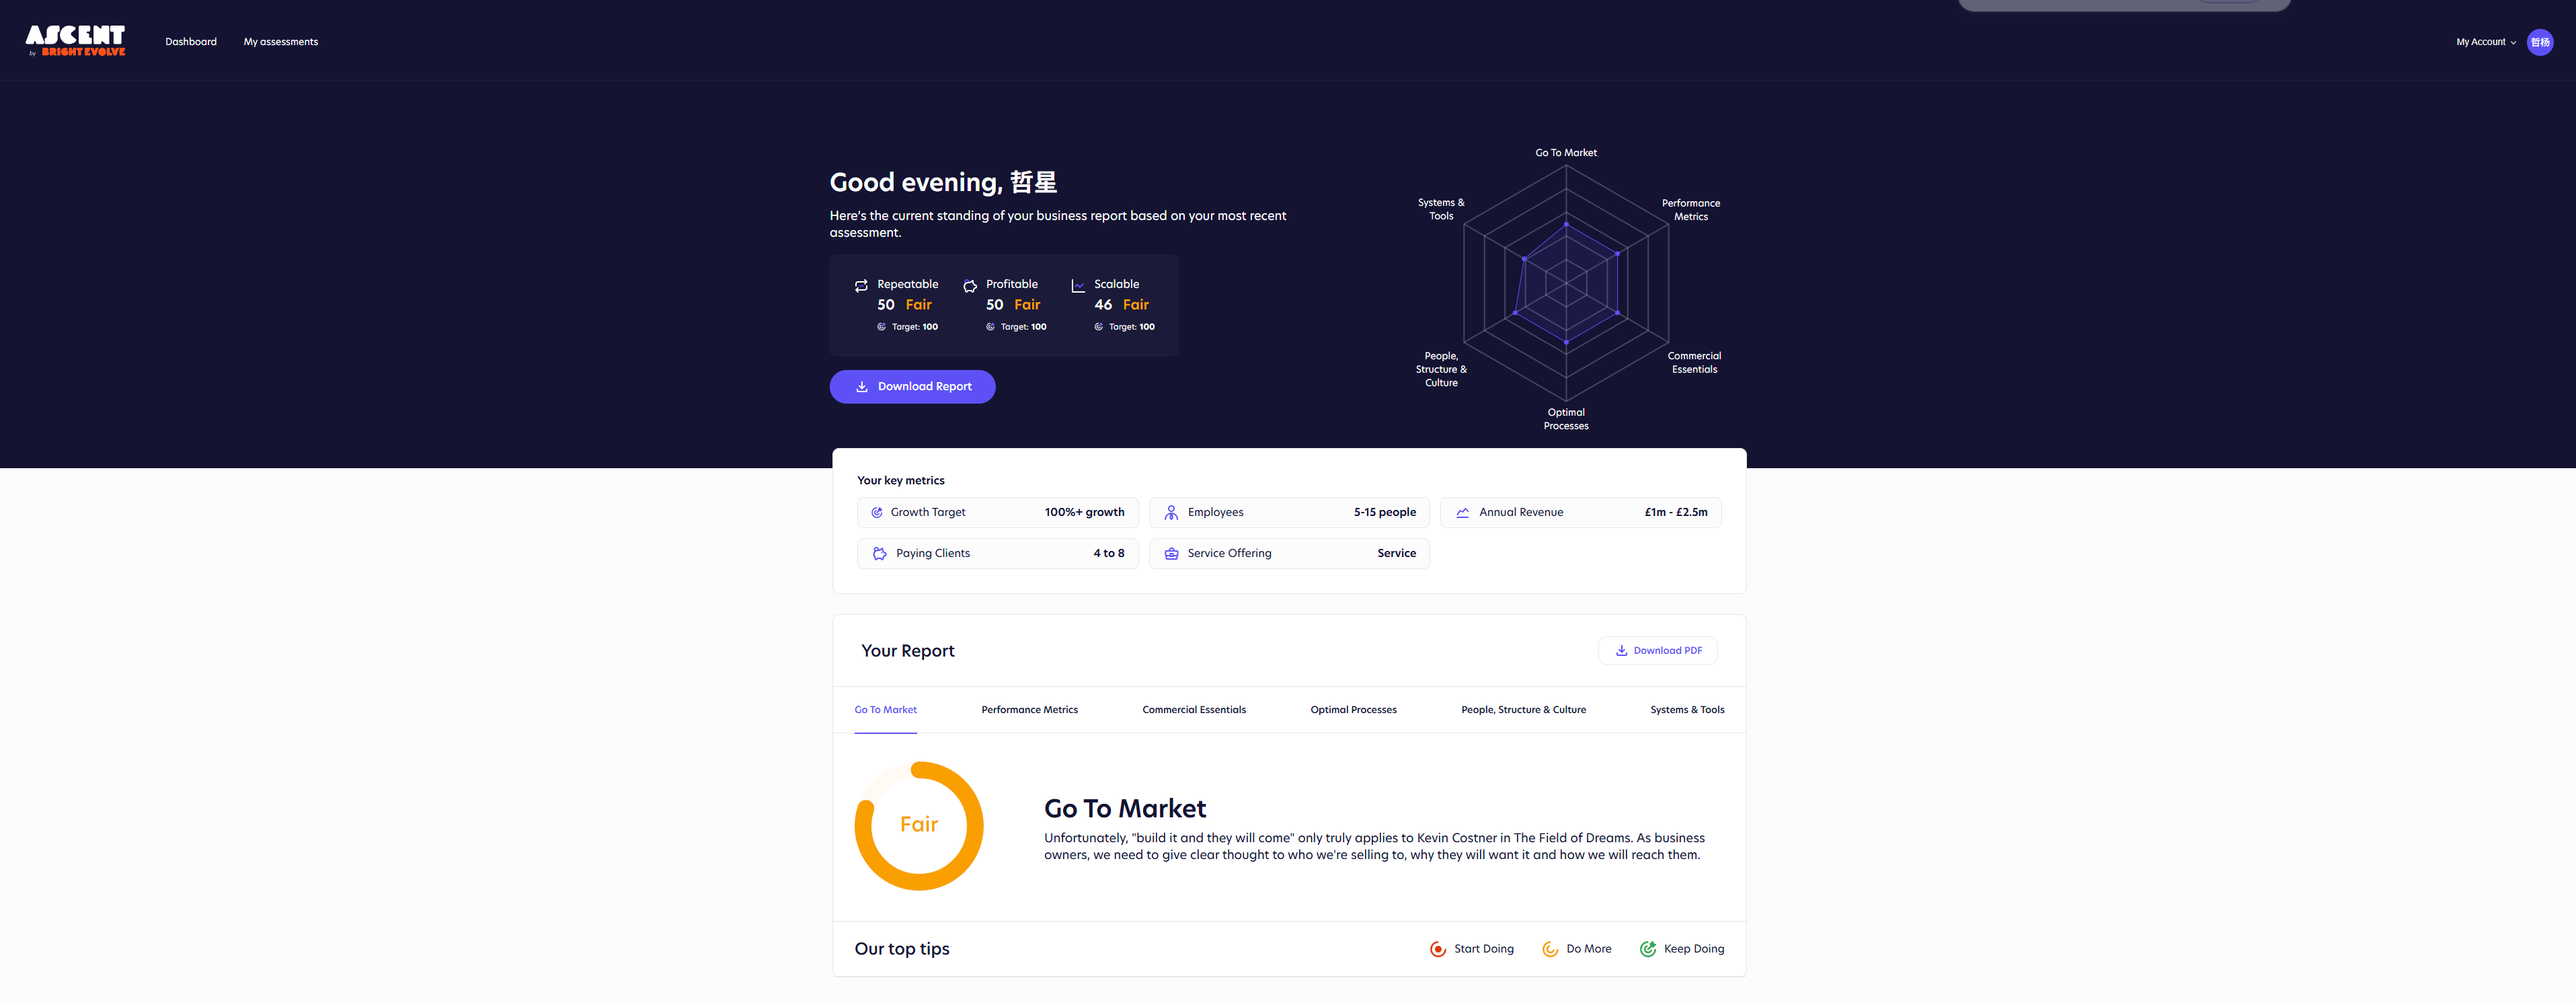 ASCENT
by BRIGHT EVOLVE
Dashboard
My assessments
My Account
哲杨
Good evening, 哲星
Here's the current standing of your business report based on your most recent
assessment.
Repeatable
50 Fair
Target: 100
Profitable
50 Fair
Target: 100
Scalable
46 Fair
Target: 100
Download Report
Go To Market
Performance
Metrics
Commercial
Essentials
Optimal
Processes
People,
Structure &
Culture
Systems &
Tools
Your key metrics
Growth Target 100%+ growth
Employees 5-15 people
Annual Revenue £1m - £2.5m
Paying Clients 4 to 8
Service Offering Service
Your Report
Download PDF
Go To Market
Performance Metrics
Commercial Essentials
Optimal Processes
People, Structure & Culture
Systems & Tools
Fair
Go To Market
Unfortunately, "build it and they will come" only truly applies to Kevin Costner in The Field of Dreams. As business
owners, we need to give clear thought to who we're selling to, why they will want it and how we will reach them.
Our top tips
Start Doing
Do More
Keep Doing